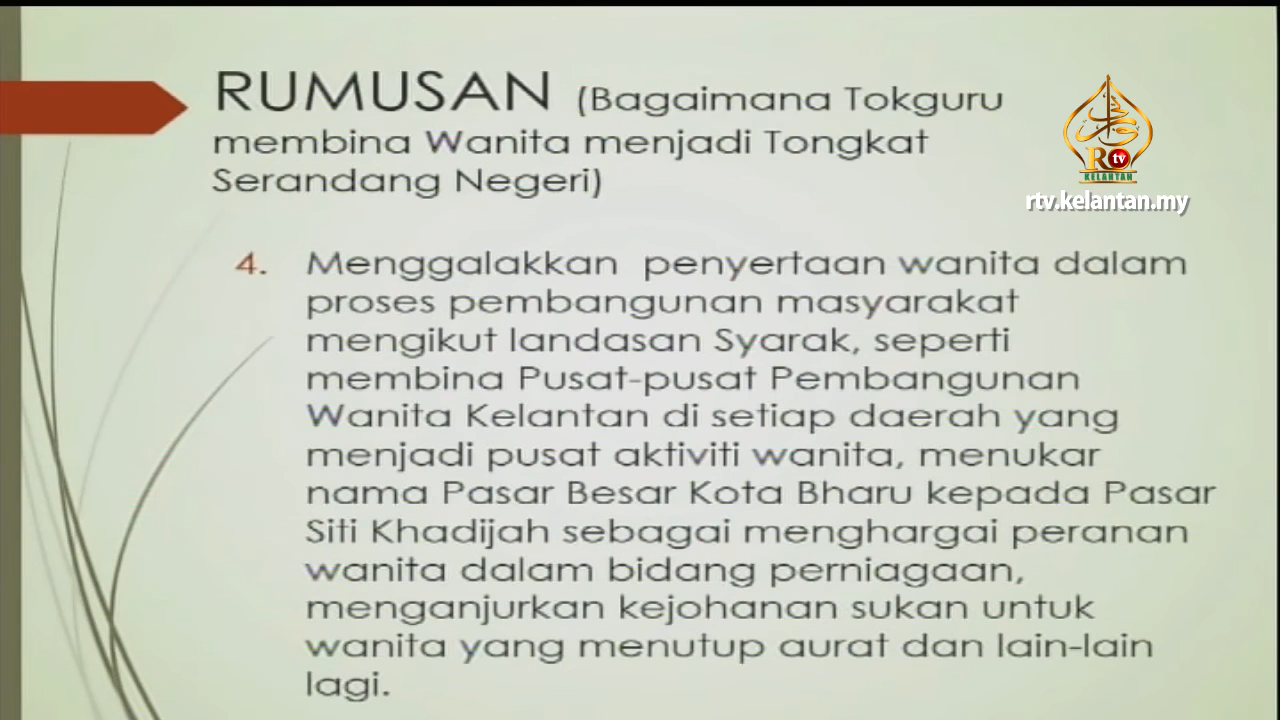 RUMUSAN (Bagaimana Tokguru
membina Wanita menjadi Tongkat
Serandang Negeri)
R tv
KELANTAN
rtv.kelantan.my
4. Menggalakkan penyertaan wanita dalam
proses pembangunan masyarakat
mengikut landasan Syarak, seperti
membina Pusat-pusat Pembangunan
Wanita Kelantan di setiap daerah yang
menjadi pusat aktiviti wanita, menukar
nama Pasar Besar Kota Bharu kepada Pasar
Siti Khadijah sebagai menghargai peranan
wanita dalam bidang perniagaan,
menganjurkan kejohanan sukan untuk
wanita yang menutup aurat dan lain-lain
lagi.